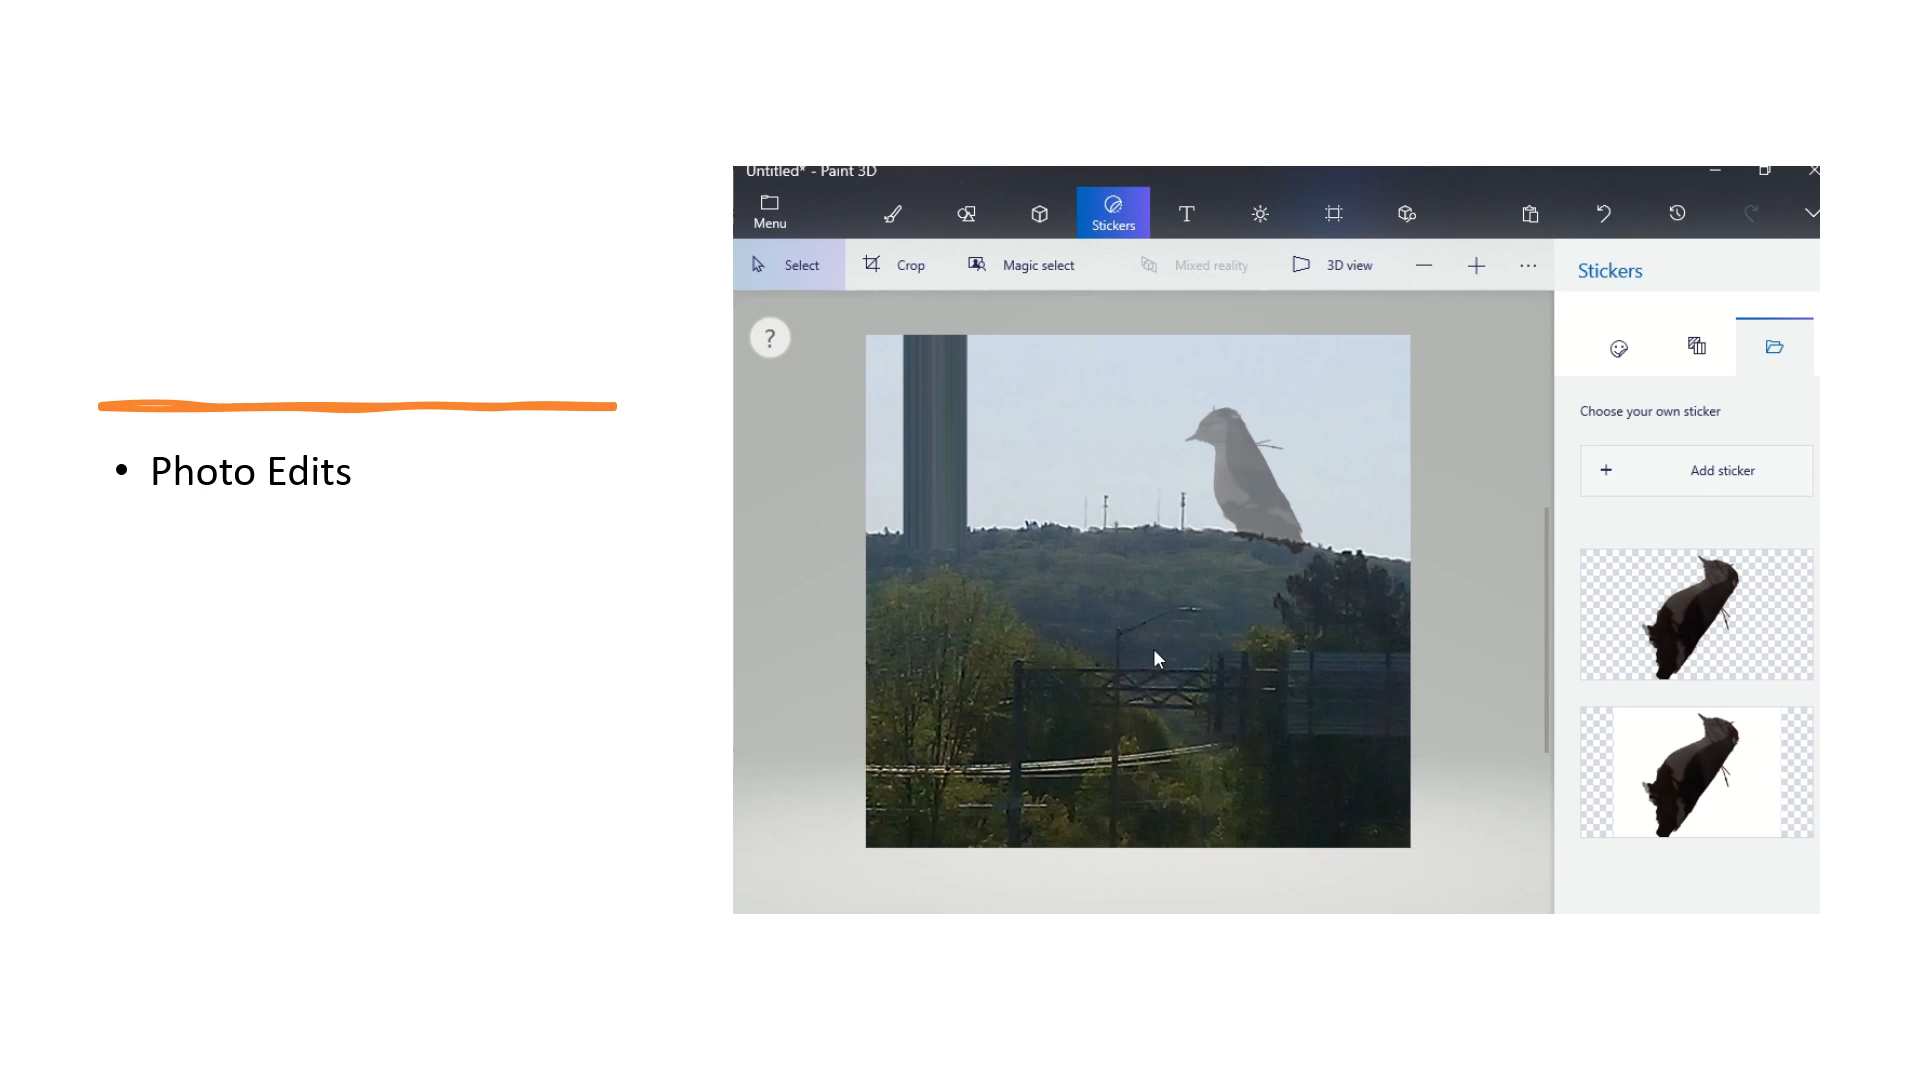 Photo Edits
Untitled* - Paint 3D
Menu
Stickers
Select
Crop
Magic select
Mixed reality
3D view
Stickers
?
Choose your own sticker
+ Add sticker